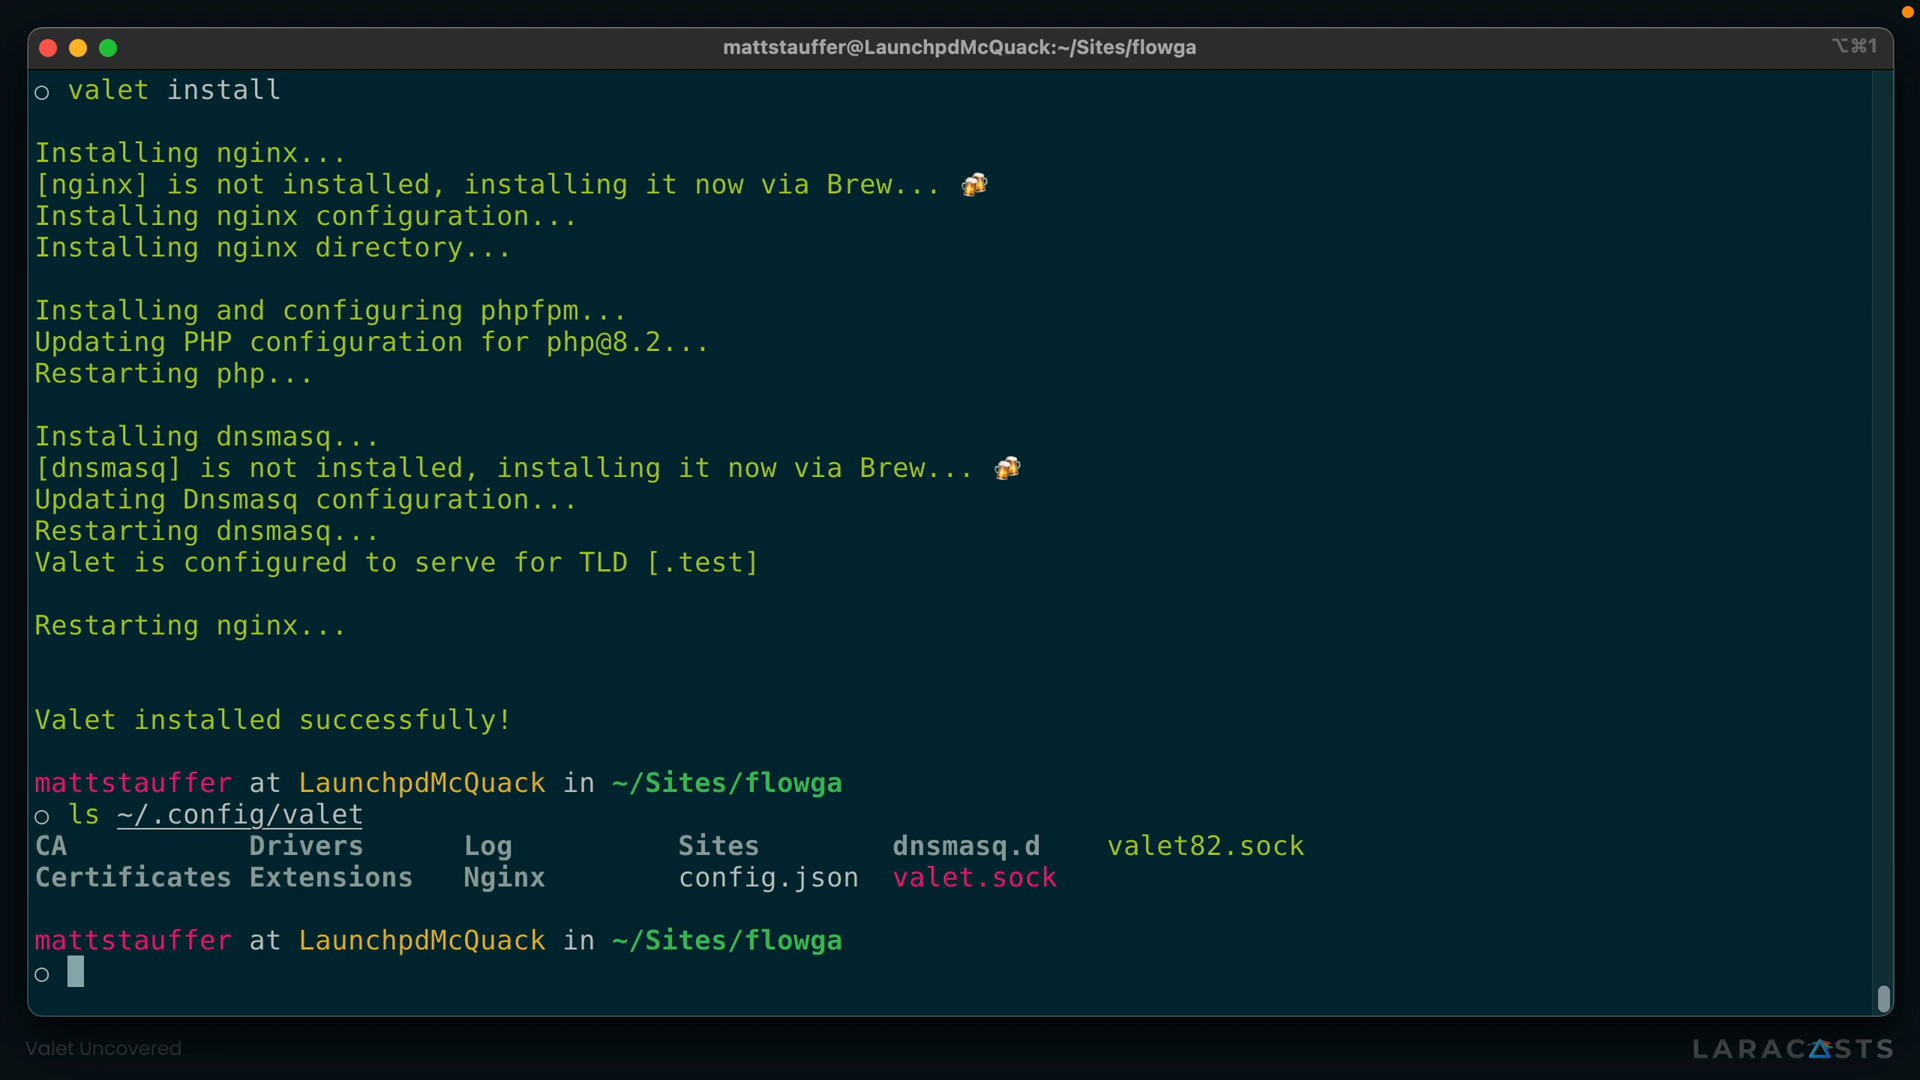 mattstauffer@LaunchpdMcQuack:~/Sites/flowga
⌥⌘1
○ valet install
Installing nginx...
[nginx] is not installed, installing it now via Brew... 🍻
Installing nginx configuration...
Installing nginx directory...
Installing and configuring phpfpm...
Updating PHP configuration for php@8.2...
Restarting php...
Installing dnsmasq...
[dnsmasq] is not installed, installing it now via Brew... 🍻
Updating Dnsmasq configuration...
Restarting dnsmasq...
Valet is configured to serve for TLD [.test]
Restarting nginx...
Valet installed successfully!
mattstauffer at LaunchpdMcQuack in ~/Sites/flowga
○ ls ~/.config/valet
CA Drivers Log Sites dnsmasq.d valet82.sock
Certificates Extensions Nginx config.json valet.sock
mattstauffer at LaunchpdMcQuack in ~/Sites/flowga
○
Valet Uncovered
LARACASTS